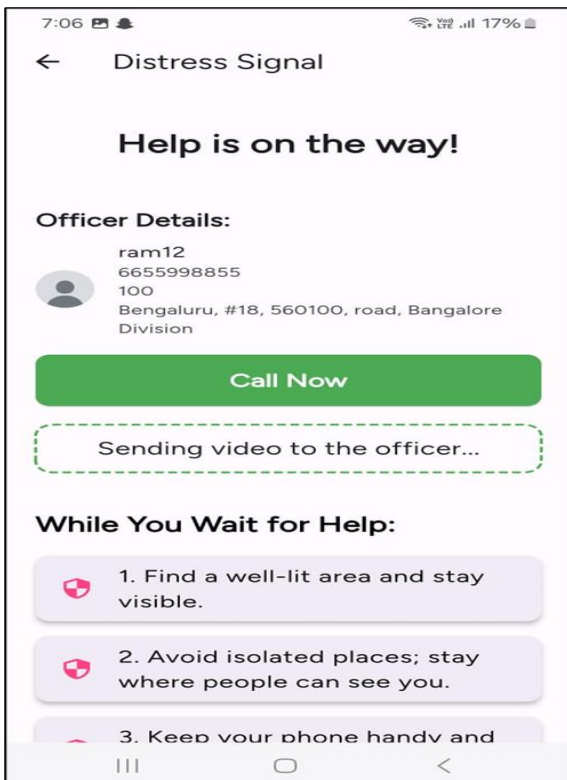 7:06 17%
Distress Signal
Help is on the way!
Officer Details:
ram12
6655998855
100
Bengaluru, #18, 560100, road, Bangalore
Division
Call Now
Sending video to the officer...
While You Wait for Help:
1. Find a well-lit area and stay
visible.
2. Avoid isolated places; stay
where people can see you.
3. Keep your phone handy and